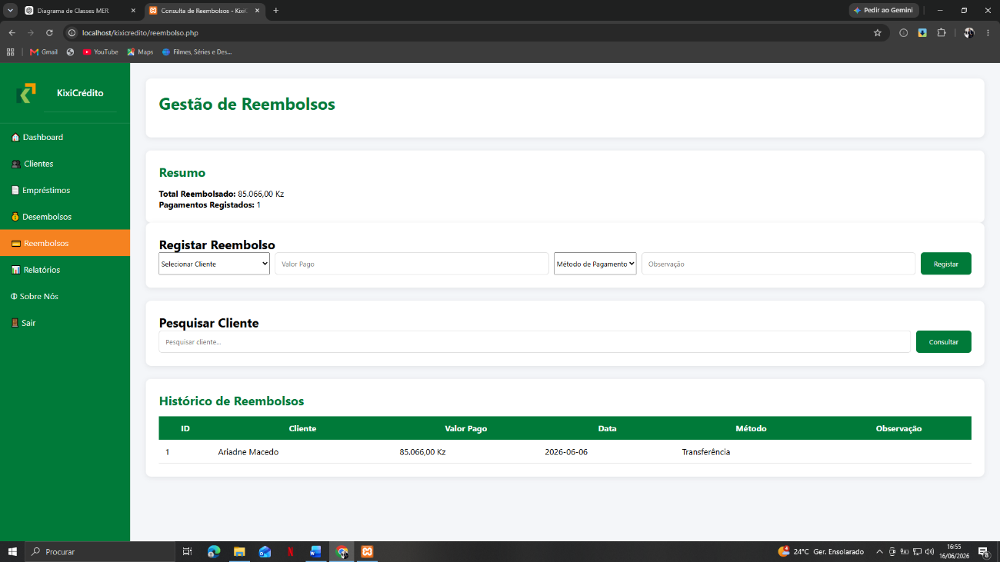 Diagrama de Classes MER
Consulta de Reembolsos - KixiC
Pedir ao Gemini
localhost/kixicredito/reembolso.php
Gmail
YouTube
Maps
Filmes, Séries e Des...
KixiCrédito
Dashboard
Clientes
Empréstimos
Desembolsos
Reembolsos
Relatórios
Sobre Nós
Sair
Gestão de Reembolsos
Resumo
Total Reembolsado: 85.066,00 Kz
Pagamentos Registados: 1
Registar Reembolso
Selecionar Cliente Valor Pago Método de Pagamento Observação Registar
Pesquisar Cliente
Pesquisar cliente... Consultar
Histórico de Reembolsos
ID Cliente Valor Pago Data Método Observação
1 Ariadne Macedo 85.066,00 Kz 2026-06-06 Transferência
Procurar
24°C Ger. Ensolarado
16:55
16/06/2026
8